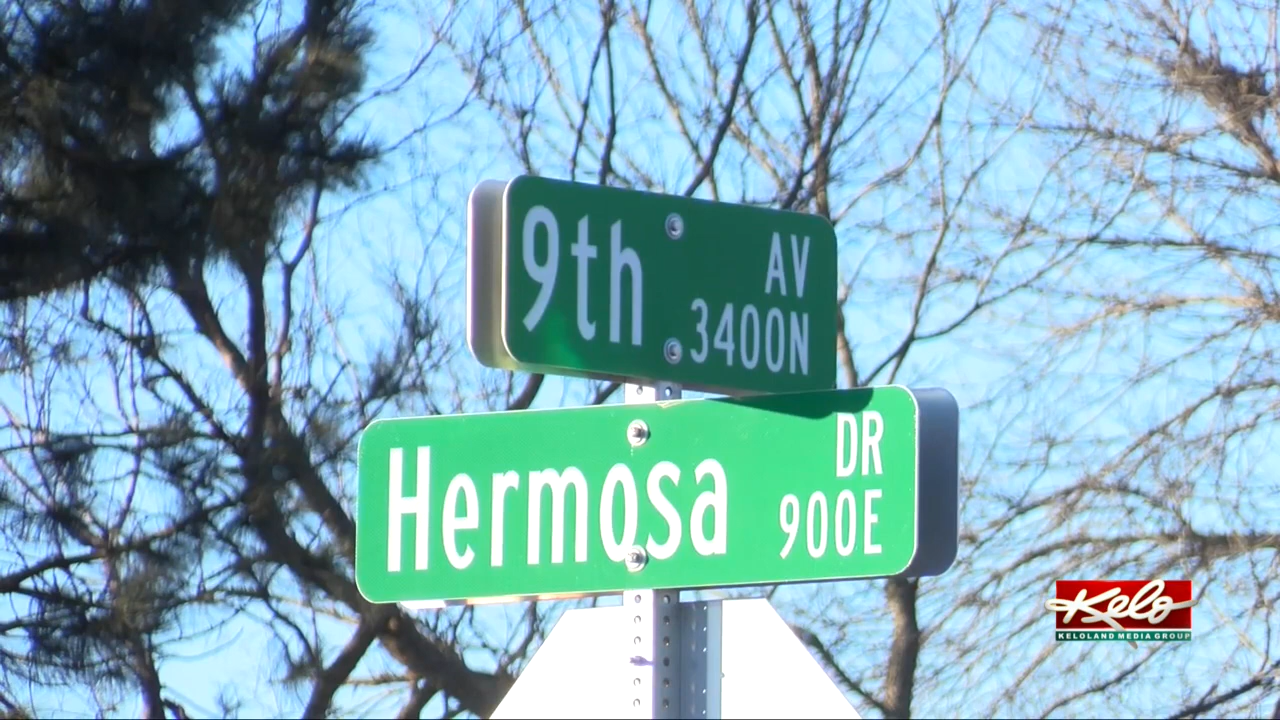 9th AV
3400N
Hermosa DR
900E
Kelo
KELOLAND MEDIA GROUP